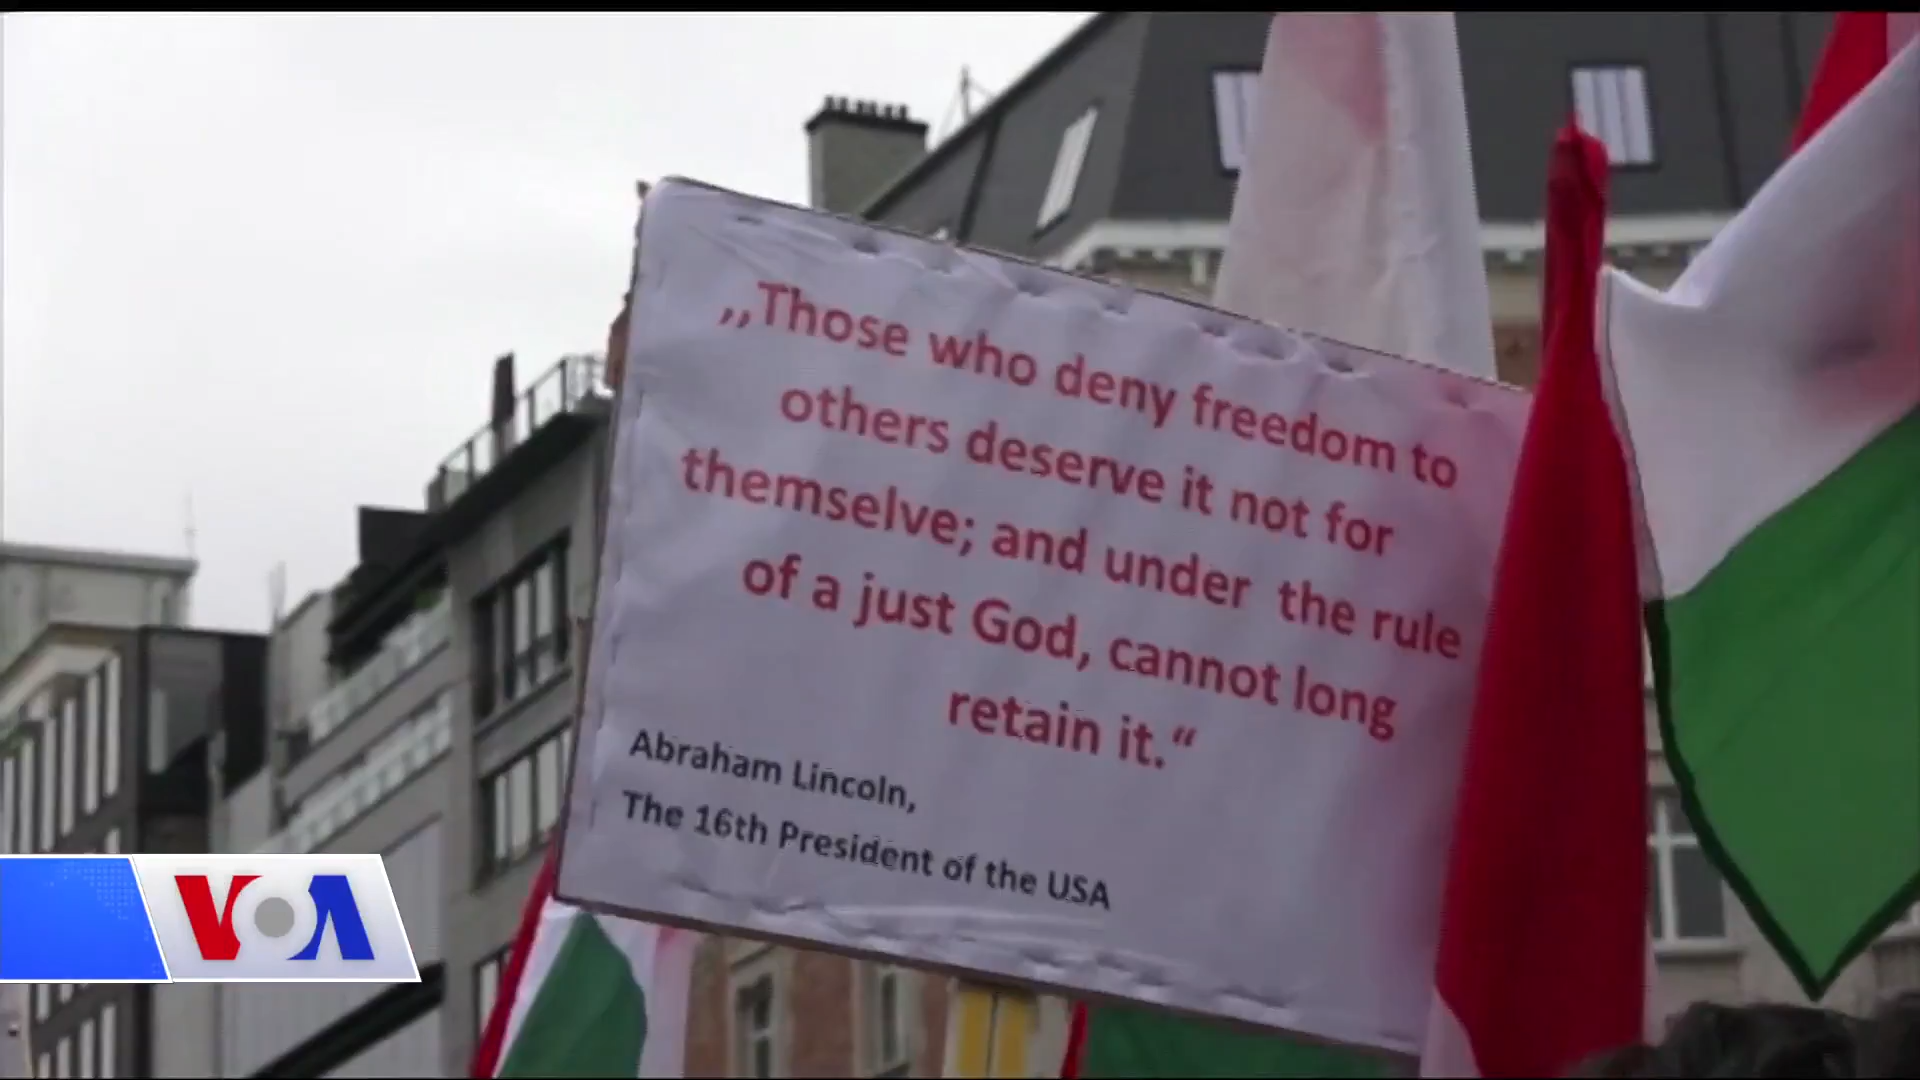 ,,Those who deny freedom to
others deserve it not for
themselve; and under the rule
of a just God, cannot long
retain it.“
Abraham Lincoln,
The 16th President of the USA
VOA